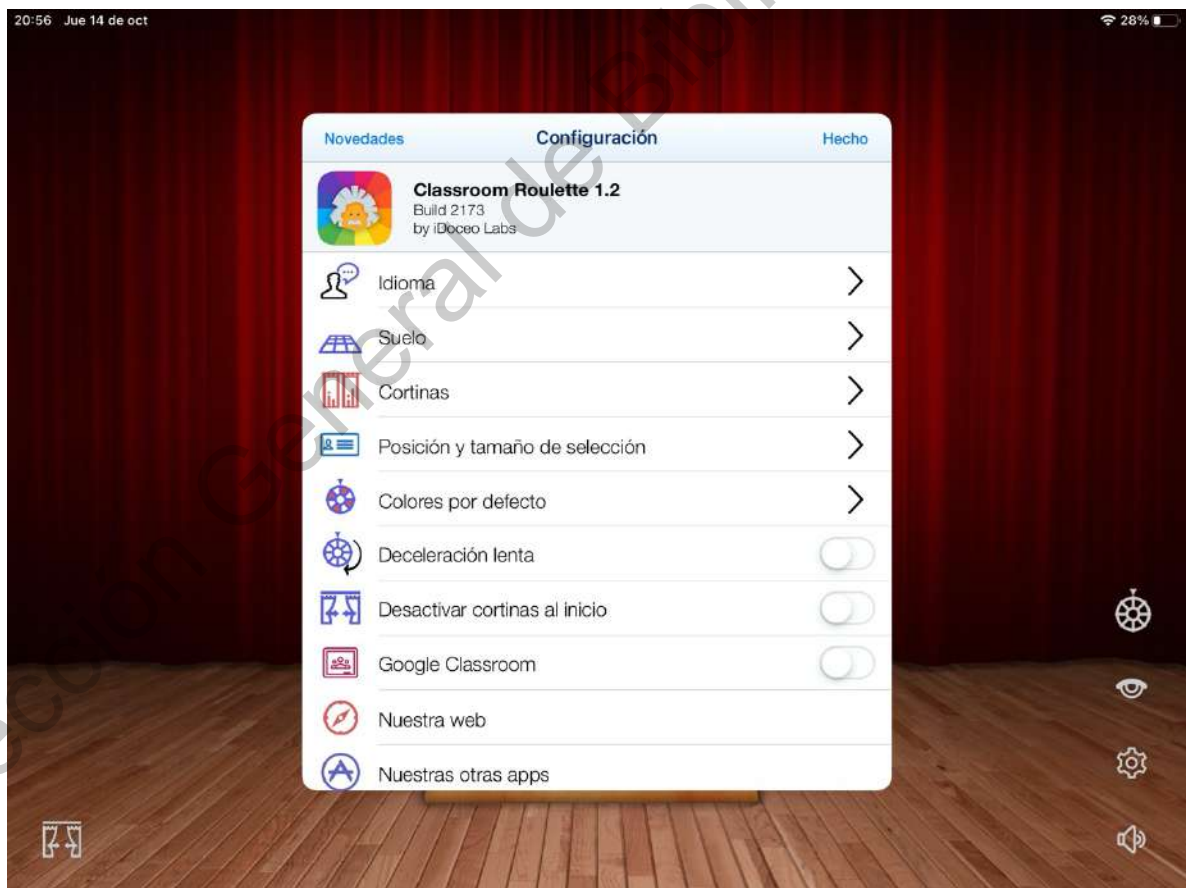 20:56 Jue 14 de oct
28%
Novedades Configuración Hecho
Classroom Roulette 1.2
Build 2173
by iDoceo Labs
Idioma
Suelo
Cortinas
Posición y tamaño de selección
Colores por defecto
Deceleración lenta
Desactivar cortinas al inicio
Google Classroom
Nuestra web
Nuestras otras apps
General de